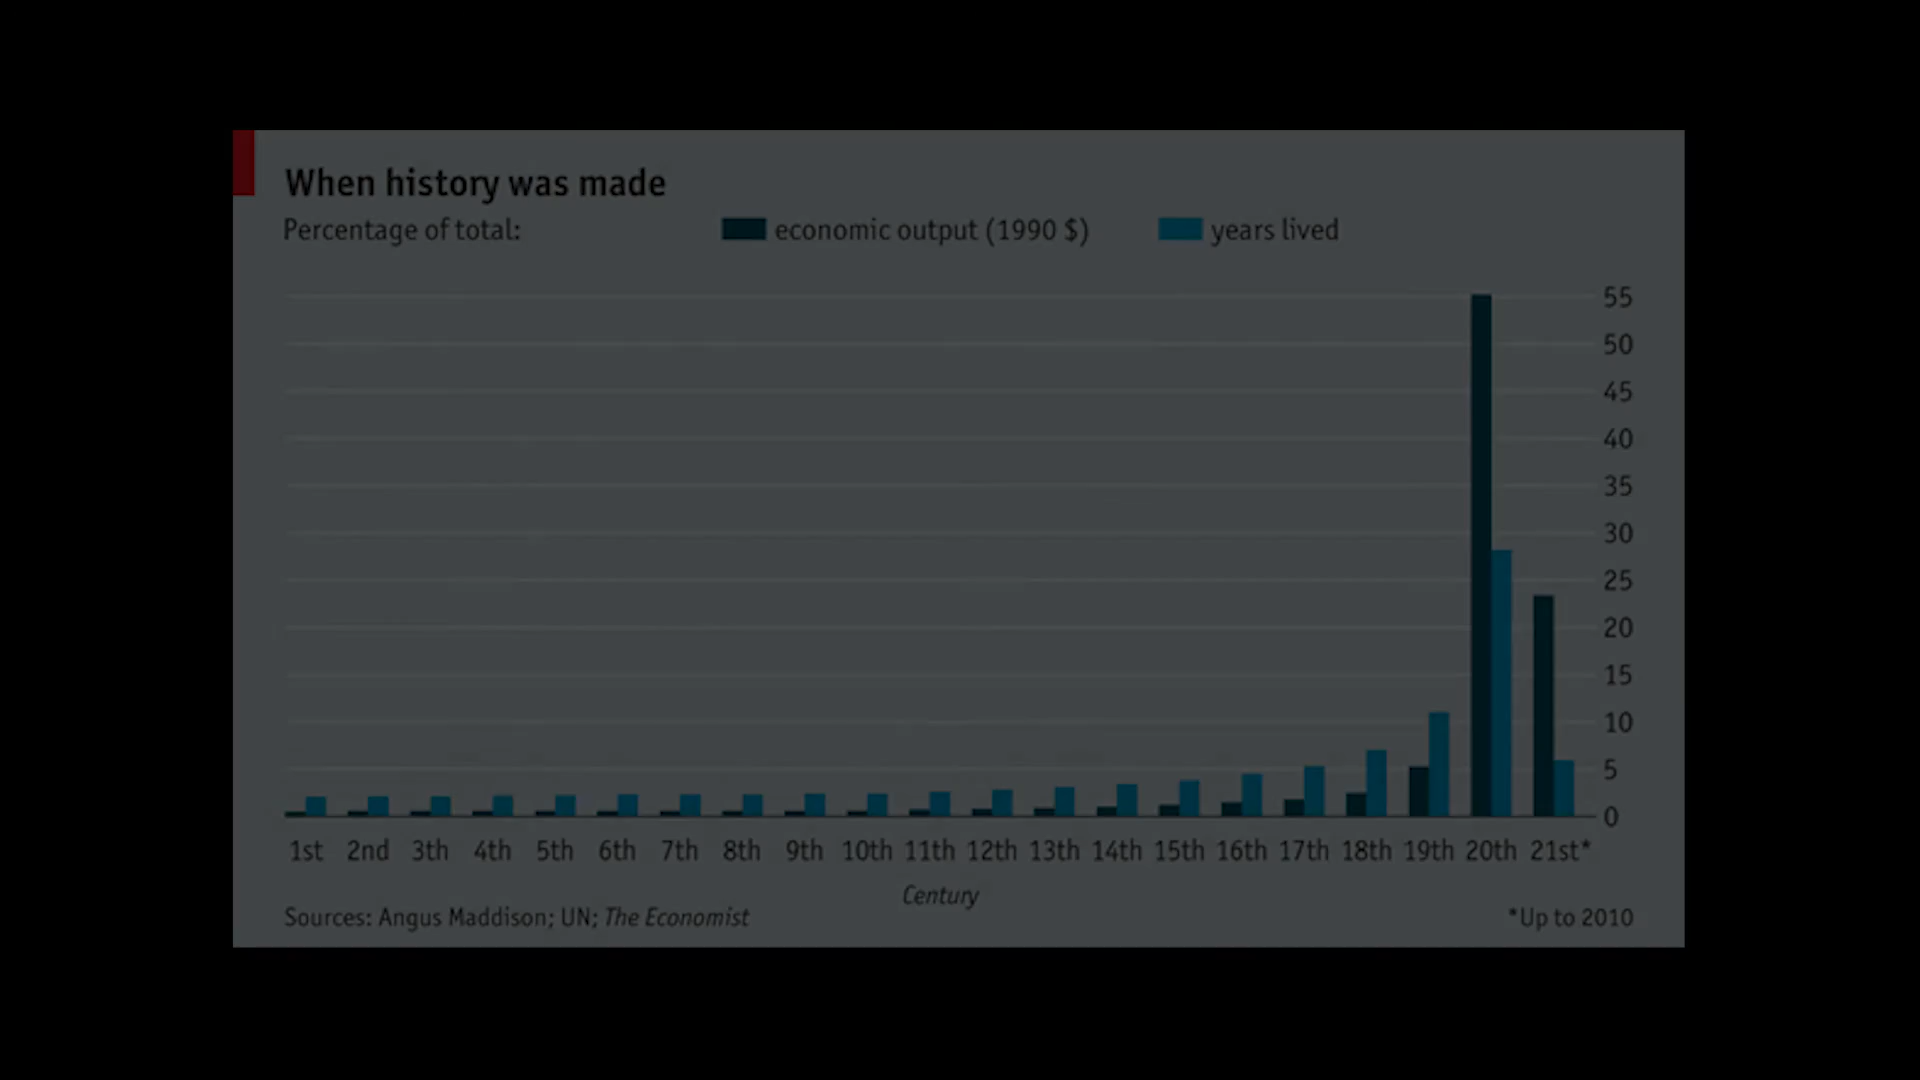 When history was made
Percentage of total: economic output (1990 $) years lived
55
50
45
40
35
30
25
20
15
10
5
0
1st 2nd 3th 4th 5th 6th 7th 8th 9th 10th 11th 12th 13th 14th 15th 16th 17th 18th 19th 20th 21st*
Century
Sources: Angus Maddison; UN; The Economist *Up to 2010